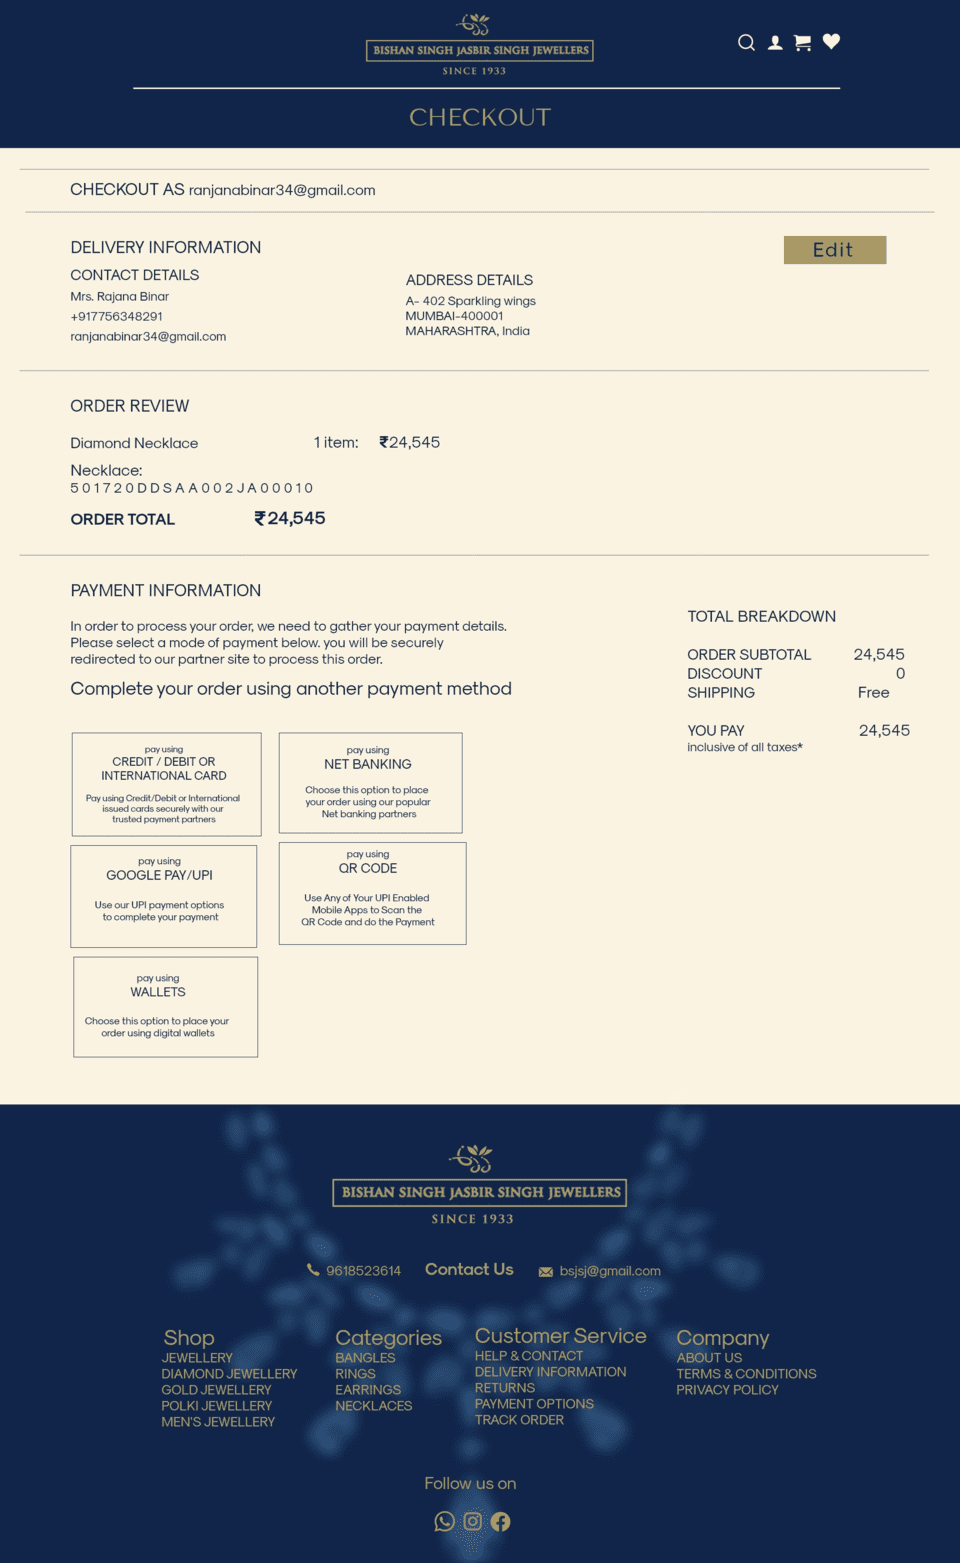 BISHAN SINGH JASBIR SINGH JEWELLERS
SINCE 1933
CHECKOUT
CHECKOUT AS ranjanabinar34@gmail.com
DELIVERY INFORMATION
Edit
CONTACT DETAILS
Mrs. Rajana Binar
+917756348291
ranjanabinar34@gmail.com
ADDRESS DETAILS
A- 402 Sparkling wings
MUMBAI-400001
MAHARASHTRA, India
ORDER REVIEW
Diamond Necklace 1 item: ₹24,545
Necklace:
501720DDSAA002JA00010
ORDER TOTAL ₹24,545
PAYMENT INFORMATION
In order to process your order, we need to gather your payment details.
Please select a mode of payment below. you will be securely
redirected to our partner site to process this order.
Complete your order using another payment method
TOTAL BREAKDOWN
ORDER SUBTOTAL 24,545
DISCOUNT 0
SHIPPING Free
YOU PAY 24,545
inclusive of all taxes*
pay using
CREDIT / DEBIT OR
INTERNATIONAL CARD
Pay using Credit/Debit or International
issued cards securely with our
trusted payment partners
pay using
NET BANKING
Choose this option to place
your order using our popular
Net banking partners
pay using
GOOGLE PAY/UPI
Use our UPI payment options
to complete your payment
pay using
QR CODE
Use Any of Your UPI Enabled
Mobile Apps to Scan the
QR Code and do the Payment
pay using
WALLETS
Choose this option to place your
order using digital wallets
BISHAN SINGH JASBIR SINGH JEWELLERS
SINCE 1933
9618523614 Contact Us bsjsj@gmail.com
Shop
JEWELLERY
DIAMOND JEWELLERY
GOLD JEWELLERY
POLKI JEWELLERY
MEN'S JEWELLERY
Categories
BANGLES
RINGS
EARRINGS
NECKLACES
Customer Service
HELP & CONTACT
DELIVERY INFORMATION
RETURNS
PAYMENT OPTIONS
TRACK ORDER
Company
ABOUT US
TERMS & CONDITIONS
PRIVACY POLICY
Follow us on